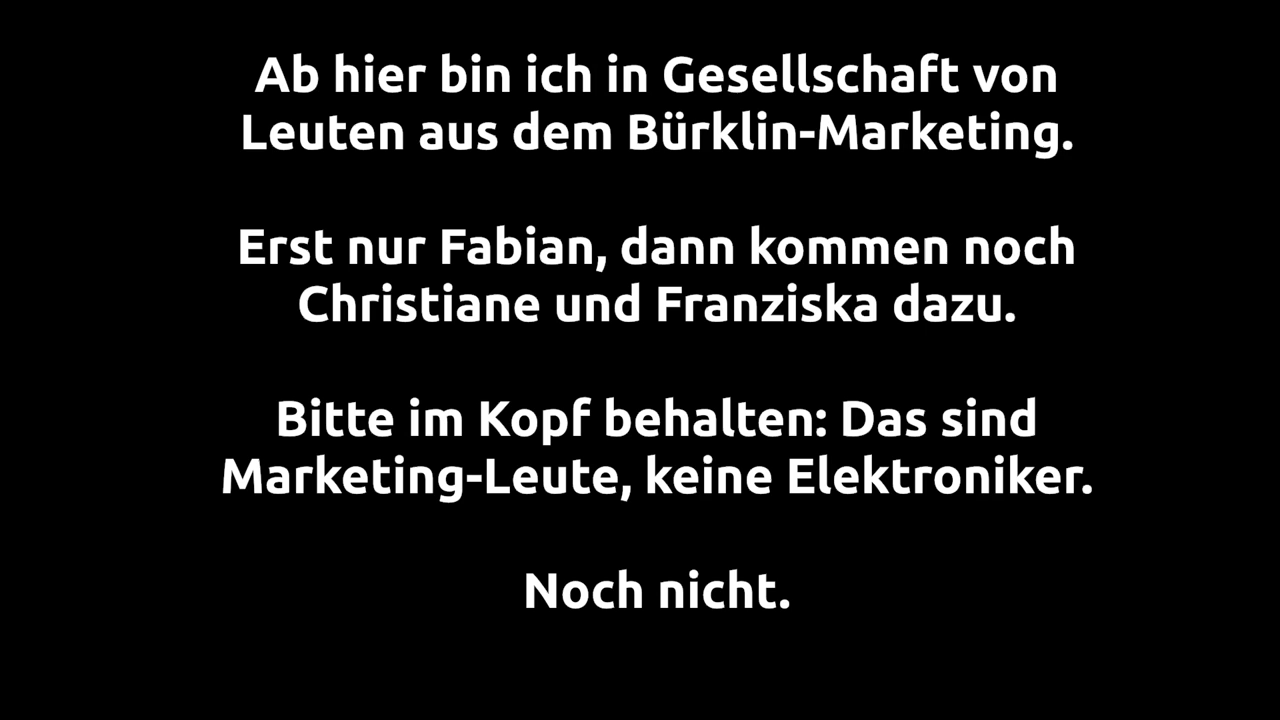 Ab hier bin ich in Gesellschaft von
Leuten aus dem Bürklin-Marketing.
Erst nur Fabian, dann kommen noch
Christiane und Franziska dazu.
Bitte im Kopf behalten: Das sind
Marketing-Leute, keine Elektroniker.
Noch nicht.